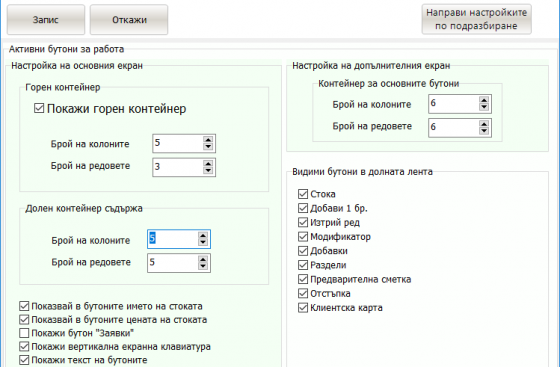 Запис
Откажи
Направи настройките
по подразбиране
Активни бутони за работа
Настройка на основния екран
Горен контейнер
Покажи горен контейнер
Брой на колоните 5
Брой на редовете 3
Долен контейнер съдържа
Брой на колоните 5
Брой на редовете 5
Показвай в бутоните името на стоката
Показвай в бутоните цената на стоката
Покажи бутон "Заявки"
Покажи вертикална екранна клавиатура
Покажи текст на бутоните
Настройка на допълнителния екран
Контейнер за основните бутони
Брой на колоните 6
Брой на редовете 6
Видими бутони в долната лента
Стока
Добави 1 бр.
Изтрий ред
Модификатор
Добавки
Раздели
Предварителна сметка
Отстъпка
Клиентска карта